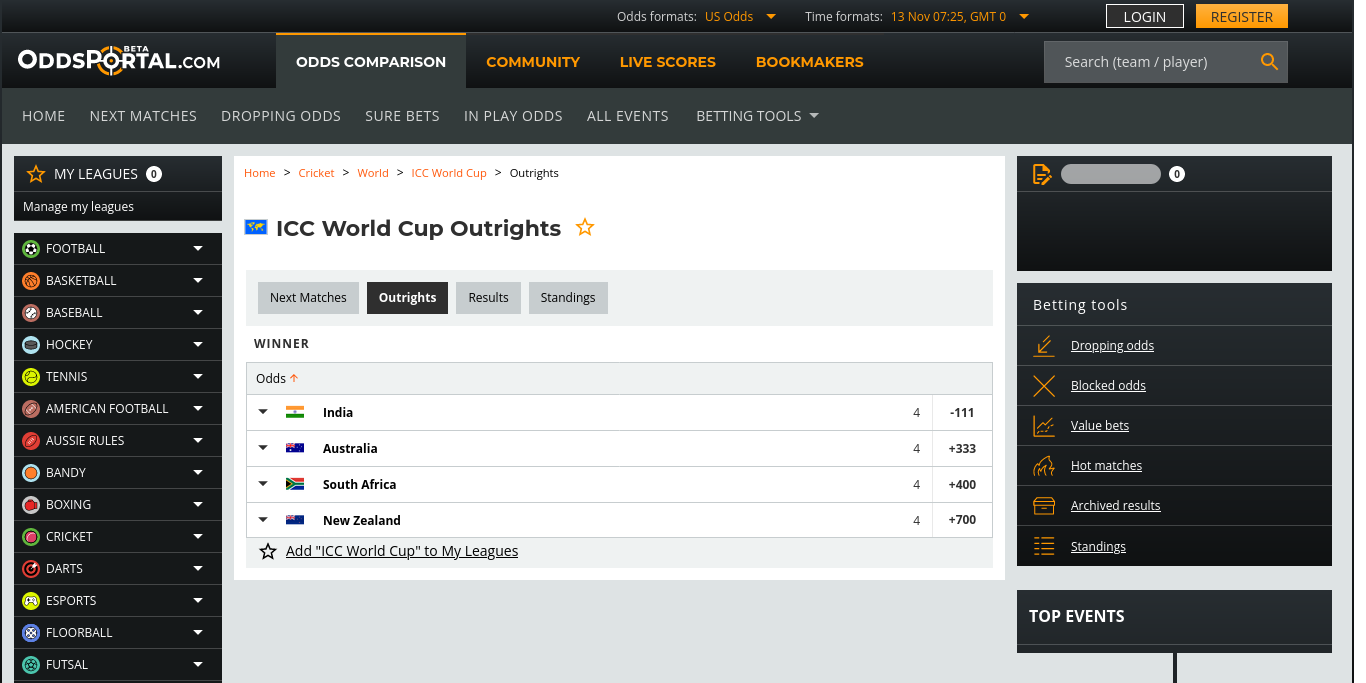 Odds formats: US Odds Time formats: 13 Nov 07:25, GMT 0 LOGIN REGISTER
ODDSPORTAL.COM BETA ODDS COMPARISON COMMUNITY LIVE SCORES BOOKMAKERS Search (team / player)
HOME NEXT MATCHES DROPPING ODDS SURE BETS IN PLAY ODDS ALL EVENTS BETTING TOOLS
MY LEAGUES 0
Manage my leagues
FOOTBALL
BASKETBALL
BASEBALL
HOCKEY
TENNIS
AMERICAN FOOTBALL
AUSSIE RULES
BANDY
BOXING
CRICKET
DARTS
ESPORTS
FLOORBALL
FUTSAL
Home > Cricket > World > ICC World Cup > Outrights
ICC World Cup Outrights
Next Matches Outrights Results Standings
WINNER
Odds
India 4 -111
Australia 4 +333
South Africa 4 +400
New Zealand 4 +700
Add "ICC World Cup" to My Leagues
0
Betting tools
Dropping odds
Blocked odds
Value bets
Hot matches
Archived results
Standings
TOP EVENTS